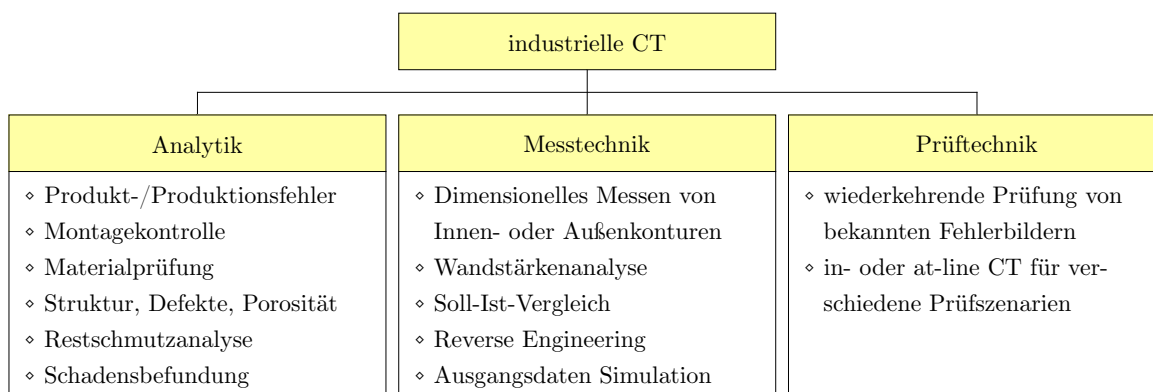 industrielle CT
Analytik
⋄ Produkt-/Produktionsfehler
⋄ Montagekontrolle
⋄ Materialprüfung
⋄ Struktur, Defekte, Porosität
⋄ Restschmutzanalyse
⋄ Schadensbefundung
Messtechnik
⋄ Dimensionelles Messen von
Innen- oder Außenkonturen
⋄ Wandstärkenanalyse
⋄ Soll-Ist-Vergleich
⋄ Reverse Engineering
⋄ Ausgangsdaten Simulation
Prüftechnik
⋄ wiederkehrende Prüfung von
bekannten Fehlerbildern
⋄ in- oder at-line CT für ver-
schiedene Prüfszenarien